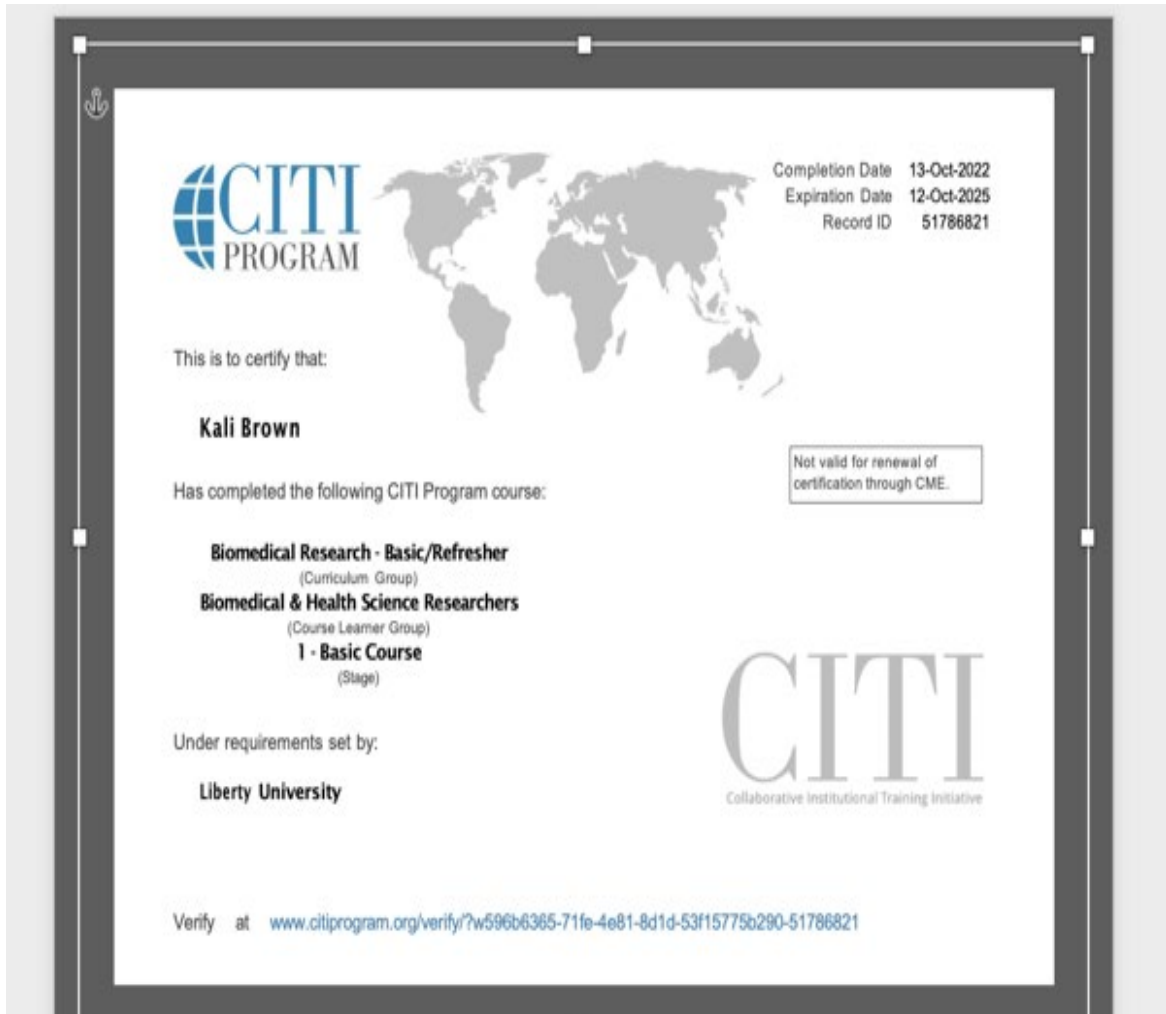 CITI
PROGRAM
Completion Date 13-Oct-2022
Expiration Date 12-Oct-2025
Record ID 51786821
This is to certify that:
Kali Brown
Not valid for renewal of
certification through CME.
Has completed the following CITI Program course:
Biomedical Research - Basic/Refresher
(Curriculum Group)
Biomedical & Health Science Researchers
(Course Learner Group)
1 - Basic Course
(Stage)
Under requirements set by:
Liberty University
CITI
Collaborative Institutional Training Initiative
Verify at www.citiprogram.org/verify/?w596b6365-71fe-4e81-8d1d-53f15775b290-51786821